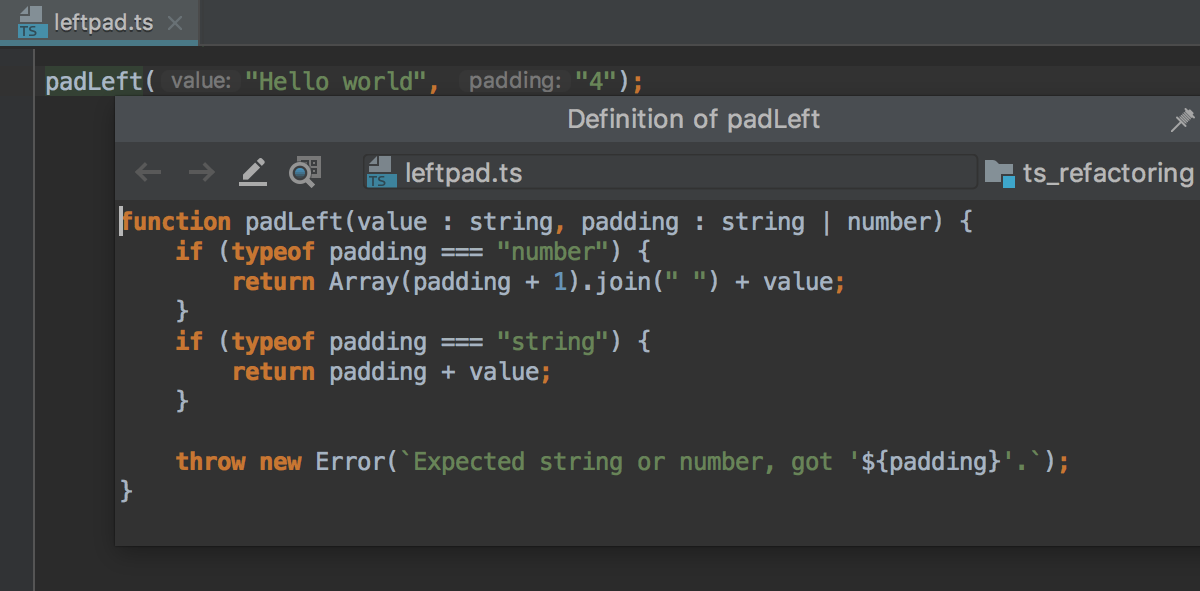 TS leftpad.ts
padLeft( value: "Hello world", padding: "4");
Definition of padLeft
TS leftpad.ts ts_refactoring
function padLeft(value : string, padding : string | number) {
    if (typeof padding === "number") {
        return Array(padding + 1).join(" ") + value;
    }
    if (typeof padding === "string") {
        return padding + value;
    }
    throw new Error(`Expected string or number, got '${padding}'.`);
}